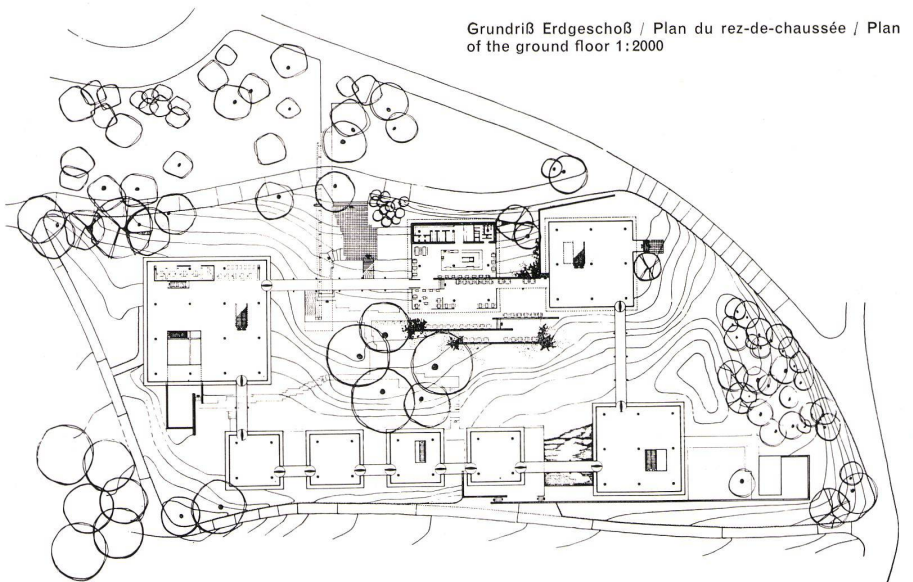 Grundriß Erdgeschoß / Plan du rez-de-chaussée / Plan
of the ground floor 1:2000